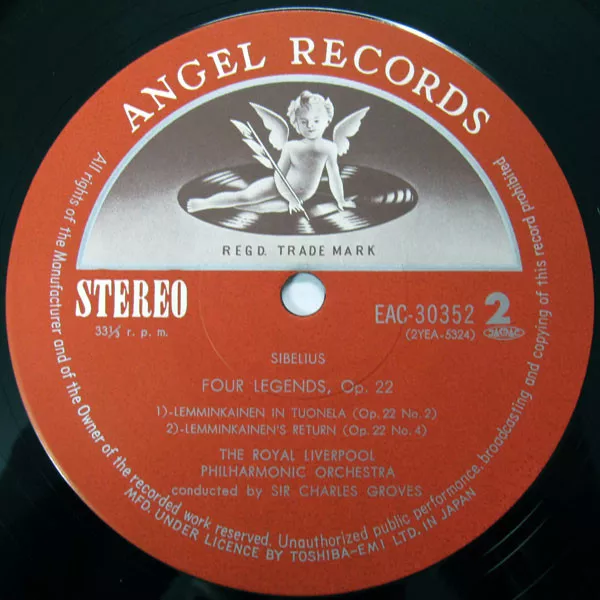 ANGEL RECORDS
REGD. TRADE MARK
STEREO
33⅓ r. p. m.
EAC-30352 2
(2YEA-5324)
SIBELIUS
FOUR LEGENDS, Op. 22
1)-LEMMINKAINEN IN TUONELA (Op. 22 No. 2)
2)-LEMMINKAINEN'S RETURN (Op. 22 No. 4)
THE ROYAL LIVERPOOL
PHILHARMONIC ORCHESTRA
conducted by SIR CHARLES GROVES
All rights of the Manufacturer and of the Owner of the recorded work reserved. Unauthorized public performance, broadcasting and copying of this record prohibited
MFD. UNDER LICENCE BY TOSHIBA-EMI LTD. IN JAPAN